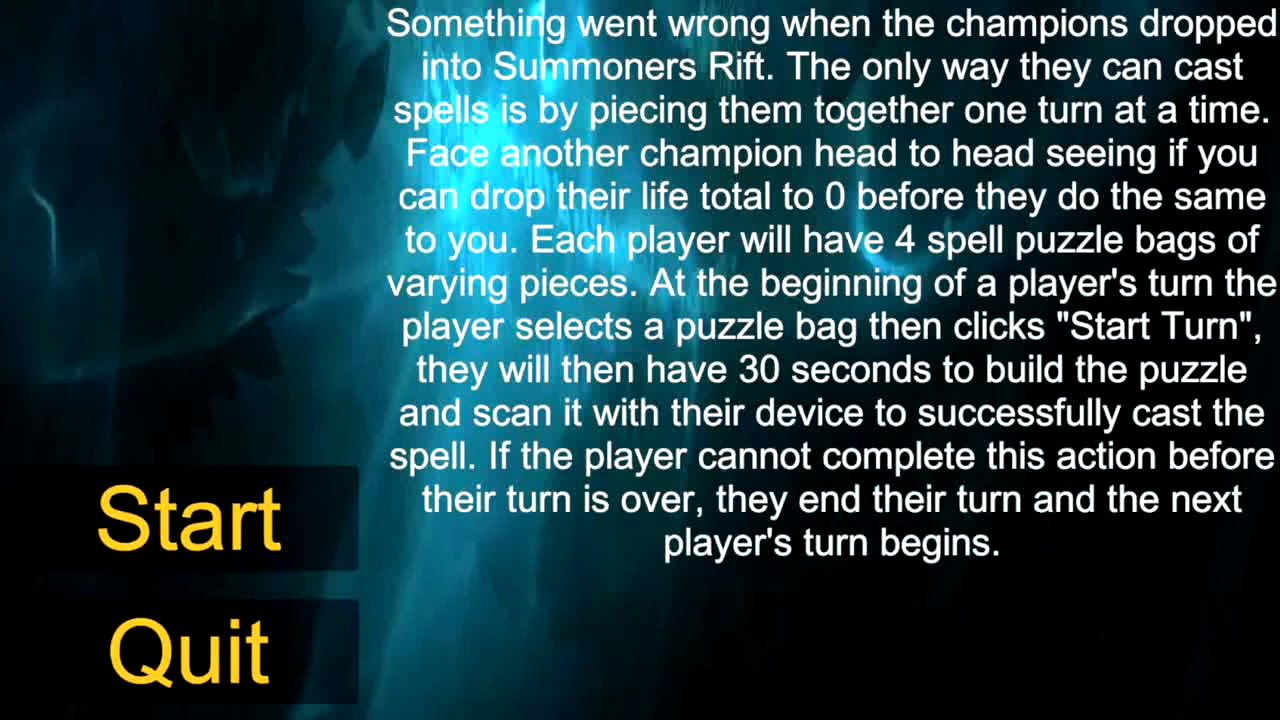 Something went wrong when the champions dropped
into Summoners Rift. The only way they can cast
spells is by piecing them together one turn at a time.
Face another champion head to head seeing if you
can drop their life total to 0 before they do the same
to you. Each player will have 4 spell puzzle bags of
varying pieces. At the beginning of a player's turn the
player selects a puzzle bag then clicks "Start Turn",
they will then have 30 seconds to build the puzzle
and scan it with their device to successfully cast the
spell. If the player cannot complete this action before
their turn is over, they end their turn and the next
player's turn begins.
Start
Quit